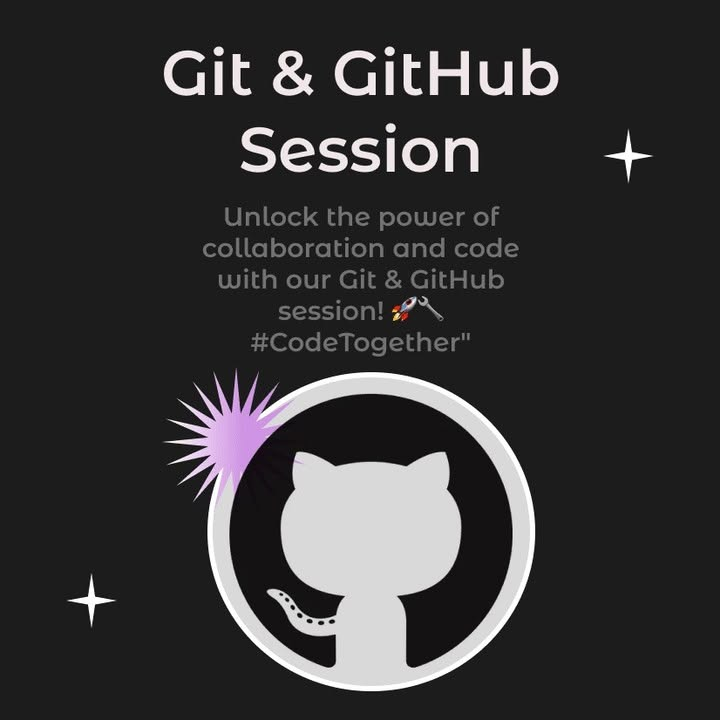 Git & GitHub
Session
Unlock the power of
collaboration and code
with our Git & GitHub
session! 🚀🔧
#CodeTogether"